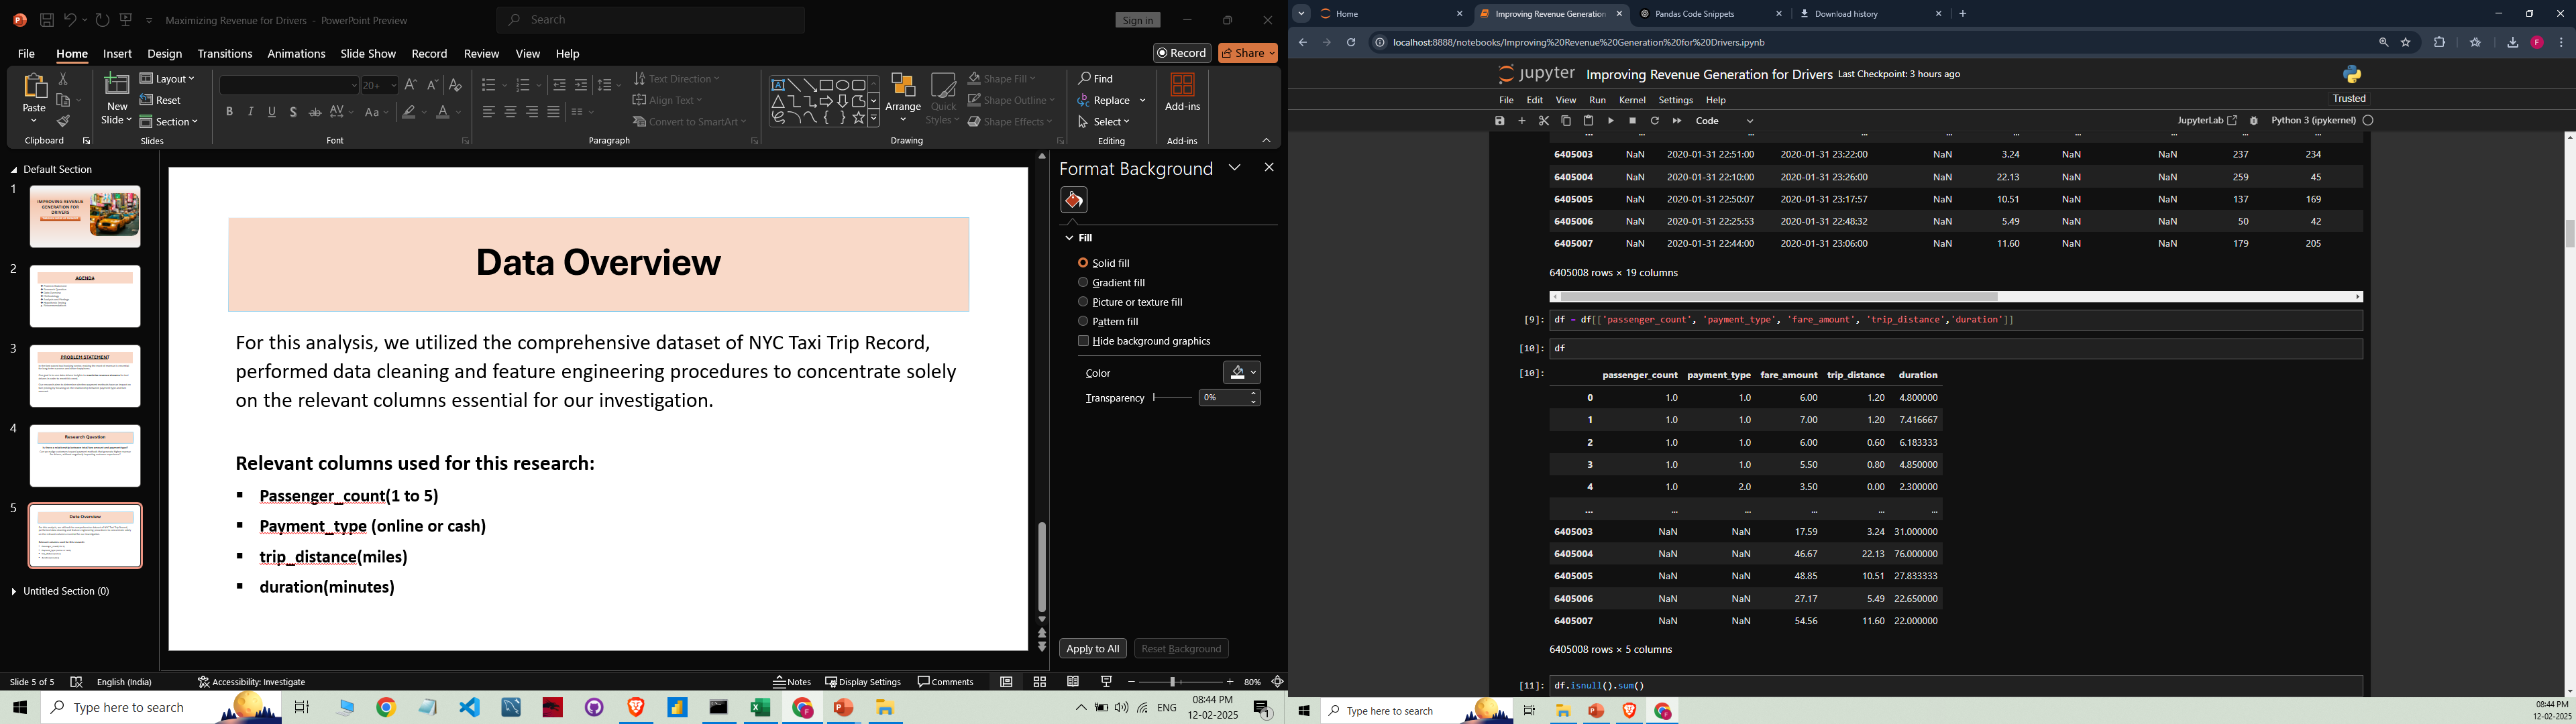 Maximizing Revenue for Drivers - PowerPoint Preview
Search
Sign in
File Home Insert Design Transitions Animations Slide Show Record Review View Help
Record Share
Paste
New Slide
Layout
Reset
Section
20+
Text Direction
Align Text
Convert to SmartArt
Arrange
Quick Styles
Shape Fill
Shape Outline
Shape Effects
Find
Replace
Select
Add-ins
Clipboard Slides Font Paragraph Drawing Editing Add-ins
Default Section
1
IMPROVING REVENUE
GENERATION FOR
DRIVERS
2
AGENDA
3
PROBLEM STATEMENT
4
Research Question
5
Data Overview
Untitled Section (0)
Data Overview
For this analysis, we utilized the comprehensive dataset of NYC Taxi Trip Record,
performed data cleaning and feature engineering procedures to concentrate solely
on the relevant columns essential for our investigation.
Relevant columns used for this research:
▪ Passenger_count(1 to 5)
▪ Payment_type (online or cash)
▪ trip_distance(miles)
▪ duration(minutes)
Format Background
Fill
Solid fill
Gradient fill
Picture or texture fill
Pattern fill
Hide background graphics
Color
Transparency 0%
Apply to All Reset Background
Slide 5 of 5 English (India) Accessibility: Investigate Notes Display Settings Comments 80%
Type here to search
ENG
08:44 PM
12-02-2025
1
Home
Improving Revenue Generation
Pandas Code Snippets
Download history
localhost:8888/notebooks/Improving%20Revenue%20Generation%20for%20Drivers.ipynb
F
jupyter Improving Revenue Generation for Drivers Last Checkpoint: 3 hours ago
File Edit View Run Kernel Settings Help Trusted
Code JupyterLab Python 3 (ipykernel)
... ... ... ... ... ... ... ... ... ...
6405003 NaN 2020-01-31 22:51:00 2020-01-31 23:22:00 NaN 3.24 NaN NaN 237 234
6405004 NaN 2020-01-31 22:10:00 2020-01-31 23:26:00 NaN 22.13 NaN NaN 259 45
6405005 NaN 2020-01-31 22:50:07 2020-01-31 23:17:57 NaN 10.51 NaN NaN 137 169
6405006 NaN 2020-01-31 22:25:53 2020-01-31 22:48:32 NaN 5.49 NaN NaN 50 42
6405007 NaN 2020-01-31 22:44:00 2020-01-31 23:06:00 NaN 11.60 NaN NaN 179 205
6405008 rows × 19 columns
[9]: df = df[['passenger_count', 'payment_type', 'fare_amount', 'trip_distance','duration']]
[10]: df
[10]: passenger_count payment_type fare_amount trip_distance duration
0 1.0 1.0 6.00 1.20 4.800000
1 1.0 1.0 7.00 1.20 7.416667
2 1.0 1.0 6.00 0.60 6.183333
3 1.0 1.0 5.50 0.80 4.850000
4 1.0 2.0 3.50 0.00 2.300000
... ... ... ... ... ...
6405003 NaN NaN 17.59 3.24 31.000000
6405004 NaN NaN 46.67 22.13 76.000000
6405005 NaN NaN 48.85 10.51 27.833333
6405006 NaN NaN 27.17 5.49 22.650000
6405007 NaN NaN 54.56 11.60 22.000000
6405008 rows × 5 columns
[11]: df.isnull().sum()
Type here to search
08:44 PM
12-02-2025